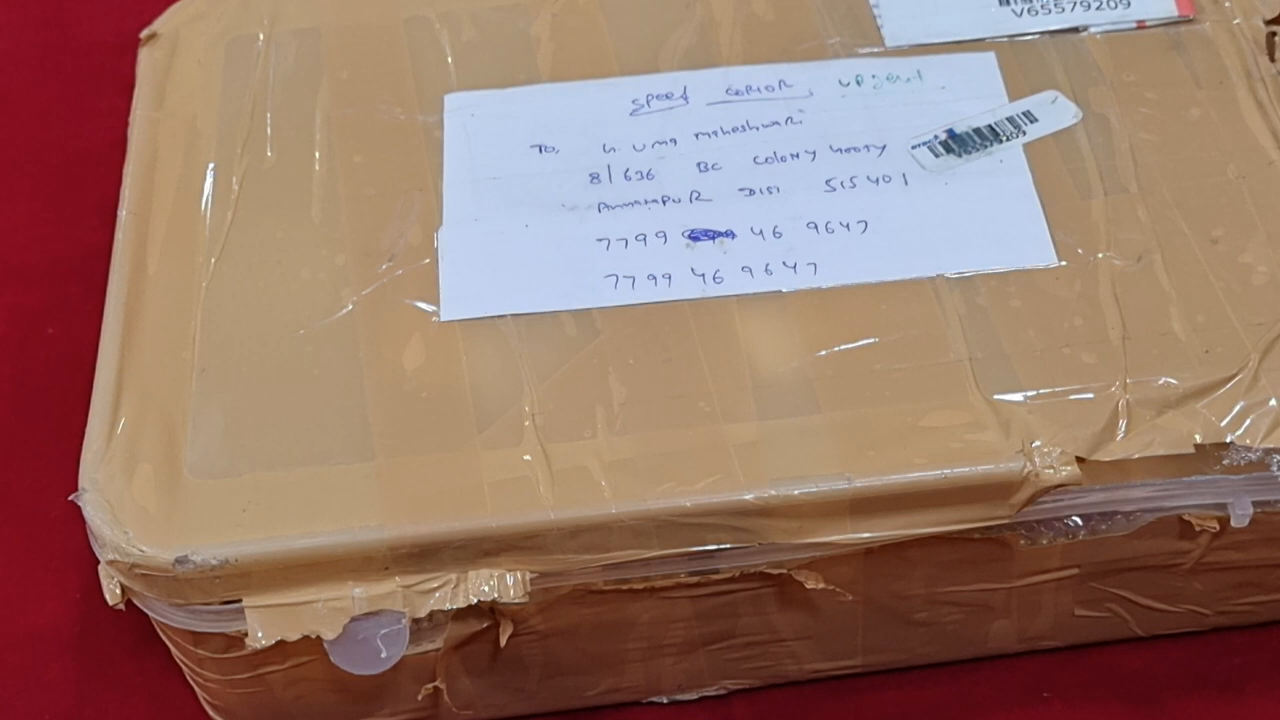 V65579209
speed corior, urgent
To, G. Uma Maheshwari
8/636 BC Colony Gooty
Anantapur Dist 515401
7799 46 9647
7799 46 9647